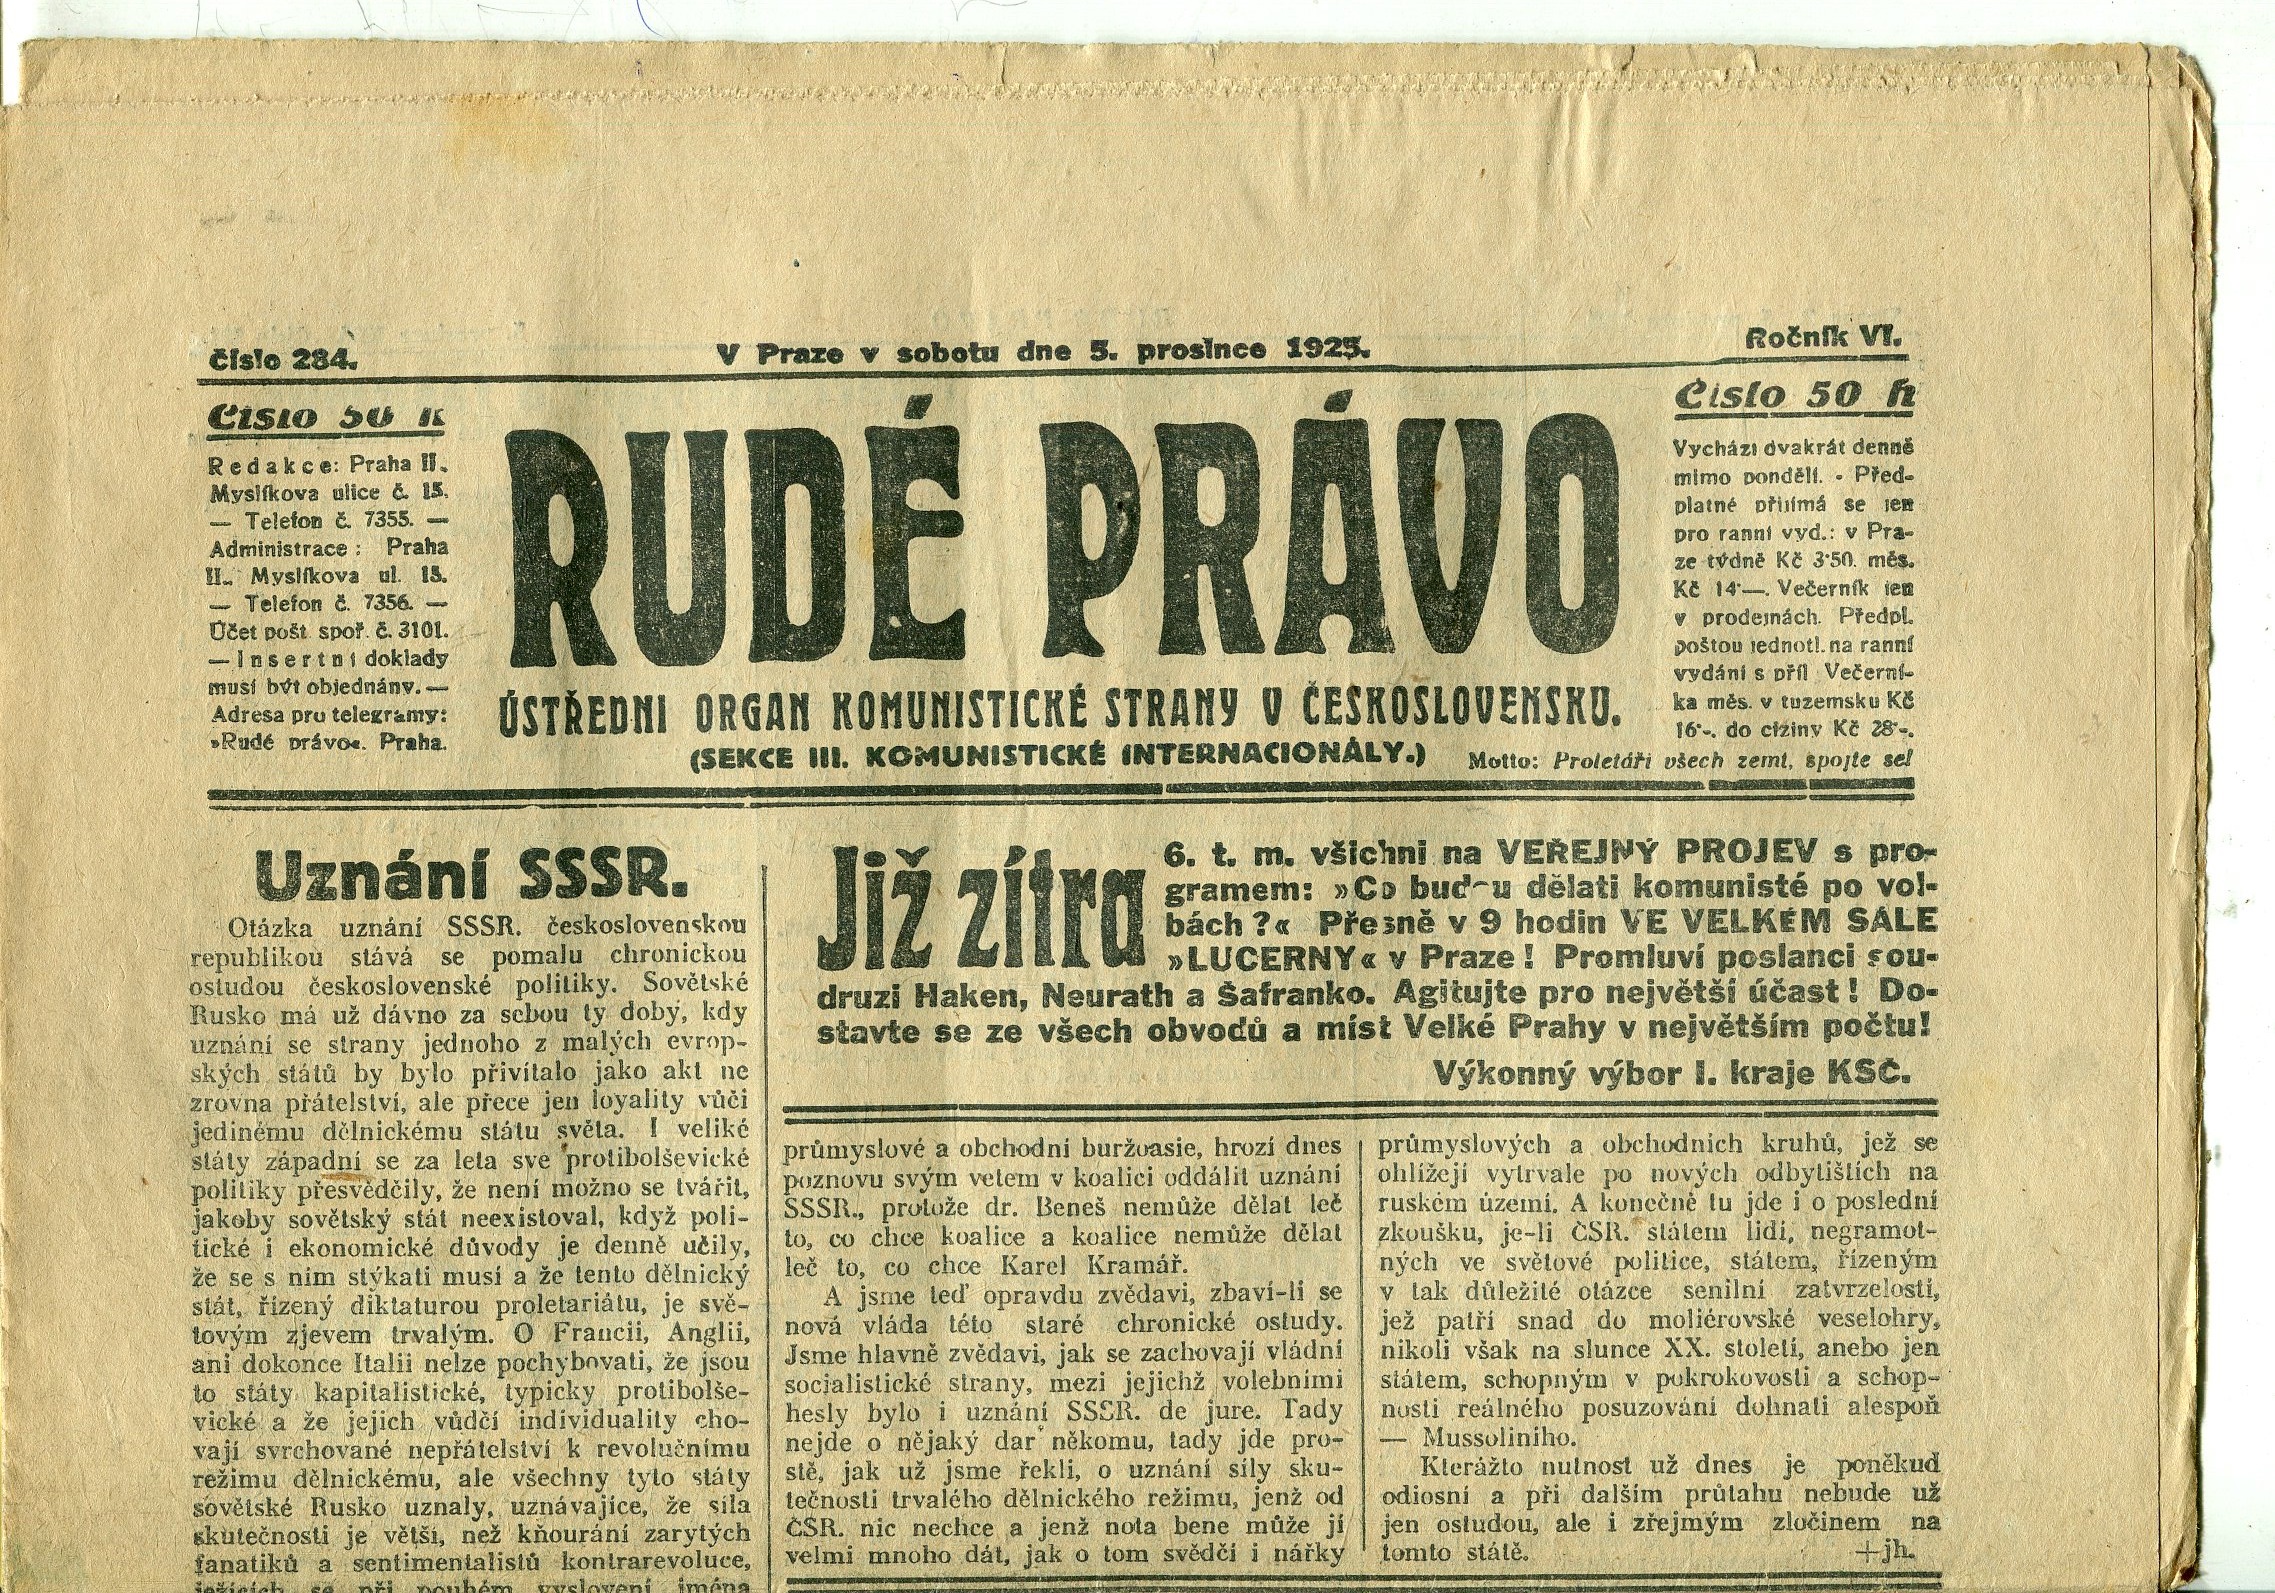 Číslo 284.
V Praze v sobotu dne 5. prosince 1925.
Ročník VI.
Číslo 50 h
Redakce: Praha II.
Myslíkova ulice č. 15.
— Telefon č. 7355. —
Administrace: Praha
II. Myslíkova ul. 15.
— Telefon č. 7356. —
Účet pošt. spoř. č. 3101.
— Insertní doklady
musí být objednány. —
Adresa pro telegramy:
»Rudé právo«. Praha.
RUDÉ PRÁVO
ÚSTŘEDNI ORGAN KOMUNISTICKÉ STRANY V ČESKOSLOVENSKU.
(SEKCE III. KOMUNISTICKÉ INTERNACIONÁLY.)
Motto: Proletáři všech zemí, spojte se!
Číslo 50 h
Vychází dvakrát denně
mimo pondělí. - Před-
platné přijímá se jen
pro ranní vyd.: v Pra-
ze týdně Kč 3·50. měs.
Kč 14·—. Večerník jen
v prodejnách. Předpl.
poštou jednotl. na ranní
vydání s příl Večerní-
ka měs. v tuzemsku Kč
16·-. do ciziny Kč 28·-.
Uznání SSSR.
Otázka uznání SSSR. československou
republikou stává se pomalu chronickou
ostudou československé politiky. Sovětské
Rusko má už dávno za sebou ty doby, kdy
uznání se strany jednoho z malých evrop-
ských států by bylo přivítalo jako akt ne
zrovna přátelství, ale přece jen loyality vůči
jedinému dělnickému státu světa. I veliké
státy západní se za leta sve protibolševické
politiky přesvědčily, že není možno se tvářit,
jakoby sovětský stát neexistoval, když poli-
tické i ekonomické důvody je denně učily,
že se s ním stýkati musí a že tento dělnický
stát, řízený diktaturou proletariátu, je svě-
tovým zjevem trvalým. O Francii, Anglii,
ani dokonce Italii nelze pochybovati, že jsou
to státy kapitalistické, typicky protibolše-
vické a že jejich vůdčí individuality cho-
vají svrchované nepřátelství k revolučnímu
režimu dělnickému, ale všechny tyto státy
sovětské Rusko uznaly, uznávajíce, že síla
skutečnosti je větší, než kňourání zarytých
fanatiků a sentimentalistů kontrarevoluce,
ježících se při pouhém vyslovení jména
Již zítra
6. t. m. všichni na VEŘEJNÝ PROJEV s pro-
gramem: »Co budou dělati komunisté po vol-
bách?« Přesně v 9 hodin VE VELKÉM SÁLE
»LUCERNY« v Praze! Promluví poslanci sou-
druzi Haken, Neurath a Šafranko. Agitujte pro největší účast! Do-
stavte se ze všech obvodů a míst Velké Prahy v největším počtu!
Výkonný výbor I. kraje KSČ.
průmyslové a obchodní buržoasie, hrozí dnes
poznovu svým vetem v koalici oddálit uznání
SSSR., protože dr. Beneš nemůže dělat leč
to, co chce koalice a koalice nemůže dělat
leč to, co chce Karel Kramář.
A jsme teď opravdu zvědavi, zbaví-li se
nová vláda této staré chronické ostudy.
Jsme hlavně zvědavi, jak se zachovají vládní
socialistické strany, mezi jejichž volebními
hesly bylo i uznání SSSR. de jure. Tady
nejde o nějaký dar někomu, tady jde pro-
stě, jak už jsme řekli, o uznání síly sku-
tečnosti trvalého dělnického režimu, jenž od
ČSR. nic nechce a jenž nota bene může jí
velmi mnoho dát, jak o tom svědčí i nářky
průmyslových a obchodních kruhů, jež se
ohlížejí vytrvale po nových odbytištích na
ruském území. A konečně tu jde i o poslední
zkoušku, je-li ČSR. státem lidí, negramot-
ných ve světové politice, státem, řízeným
v tak důležité otázce senilní zatvrzelostí,
jež patří snad do molièrovské veselohry,
nikoli však na slunce XX. století, anebo jen
státem, schopným v pokrokovosti a schop-
nosti reálného posuzování dohnati alespoň
— Mussoliniho.
Kterážto nutnost už dnes je poněkud
odiosní a při dalším průtahu nebude už
jen ostudou, ale i zřejmým zločinem na
tomto státě. +jh.